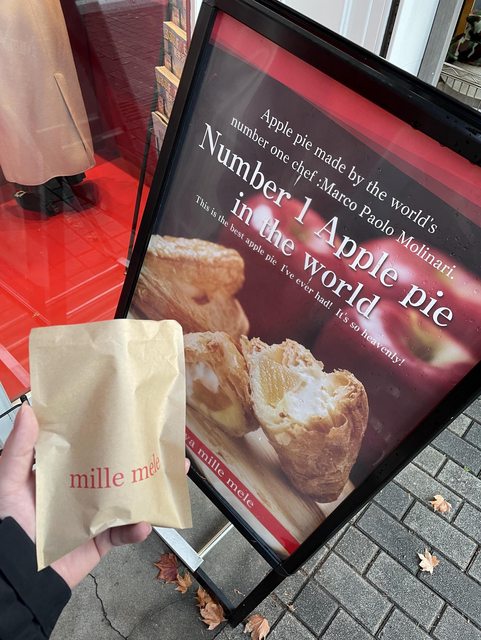 Apple pie made by the world's
number one chef :Marco Paolo Molinari.
Number 1 Apple pie
in the world
This is the best apple pie I've ever had! It's so heavenly!
mille mele
mille mele